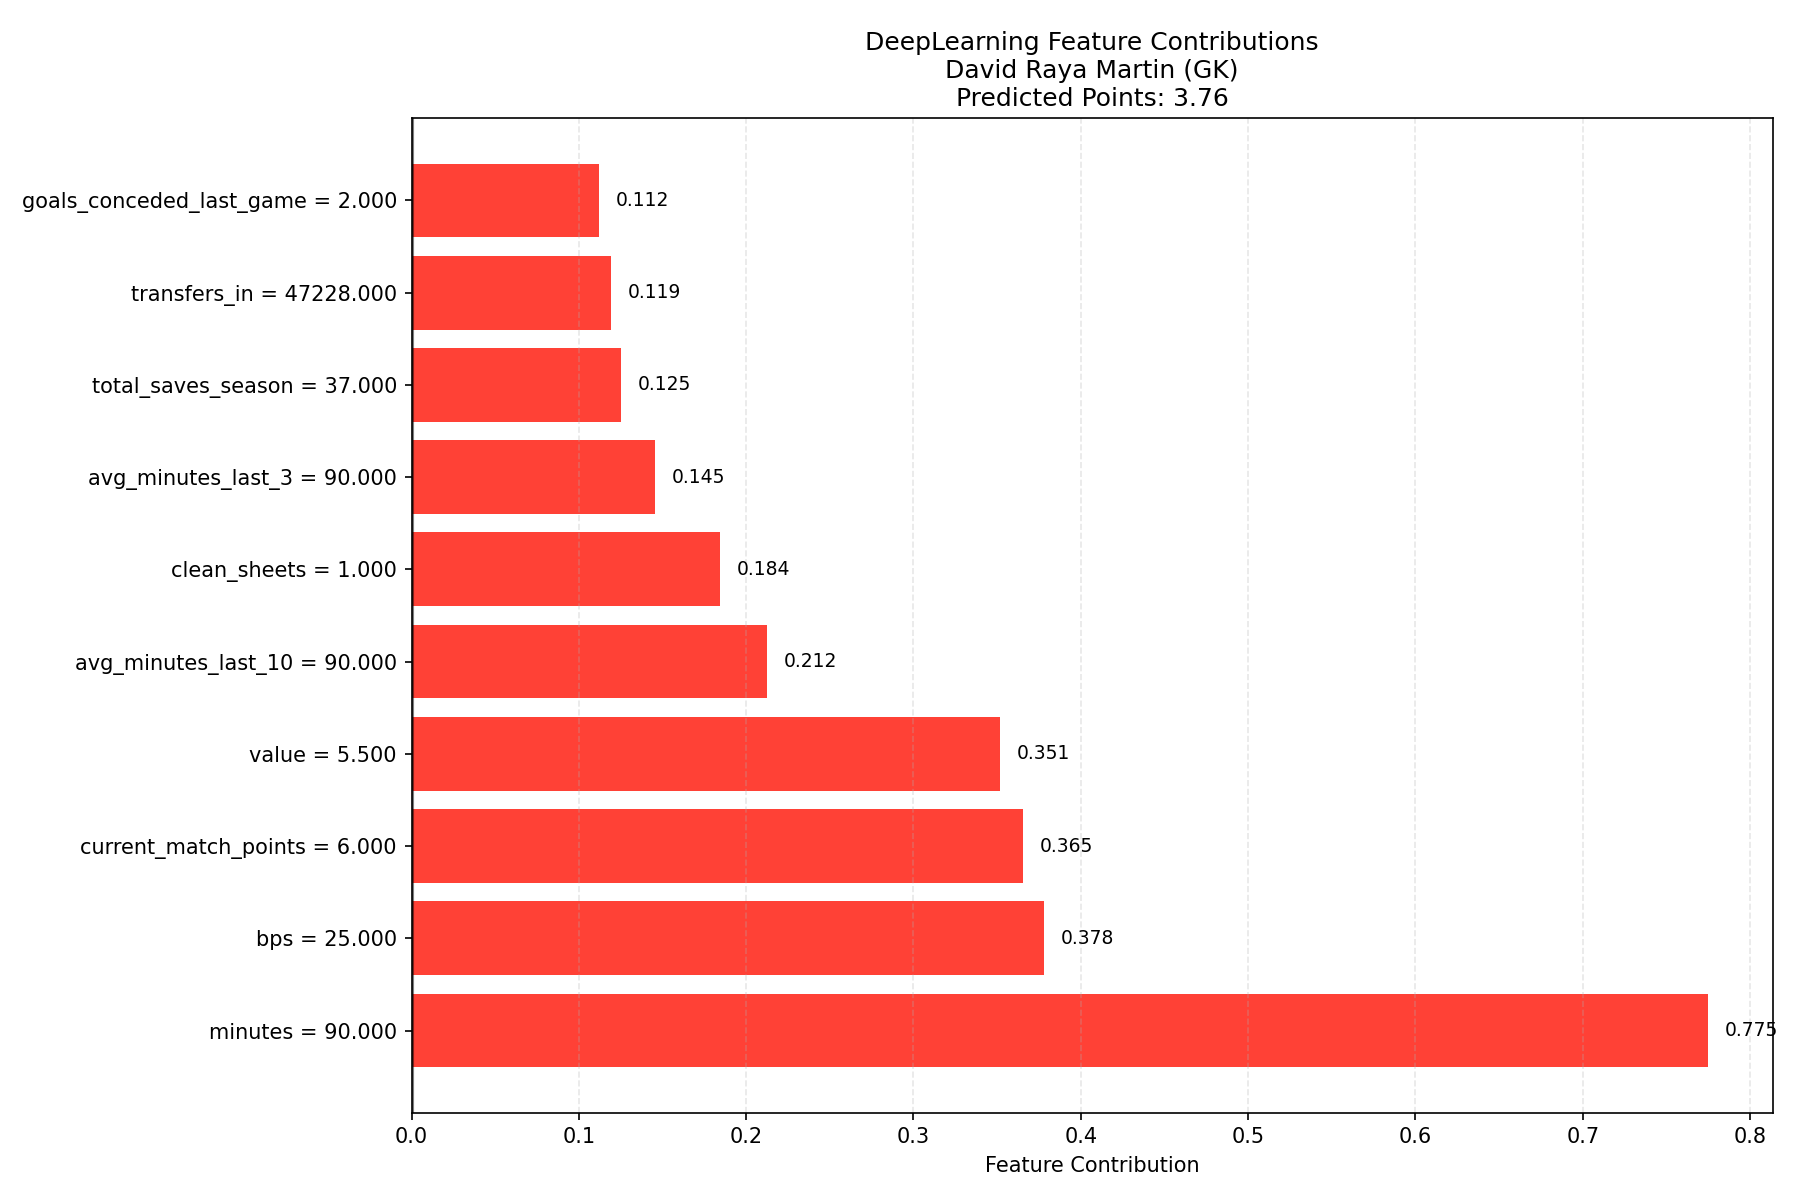 DeepLearning Feature Contributions
David Raya Martin (GK)
Predicted Points: 3.76
goals_conceded_last_game = 2.000
0.112
transfers_in = 47228.000
0.119
total_saves_season = 37.000
0.125
avg_minutes_last_3 = 90.000
0.145
clean_sheets = 1.000
0.184
avg_minutes_last_10 = 90.000
0.212
value = 5.500
0.351
current_match_points = 6.000
0.365
bps = 25.000
0.378
minutes = 90.000
0.775
0.0 0.1 0.2 0.3 0.4 0.5 0.6 0.7 0.8
Feature Contribution